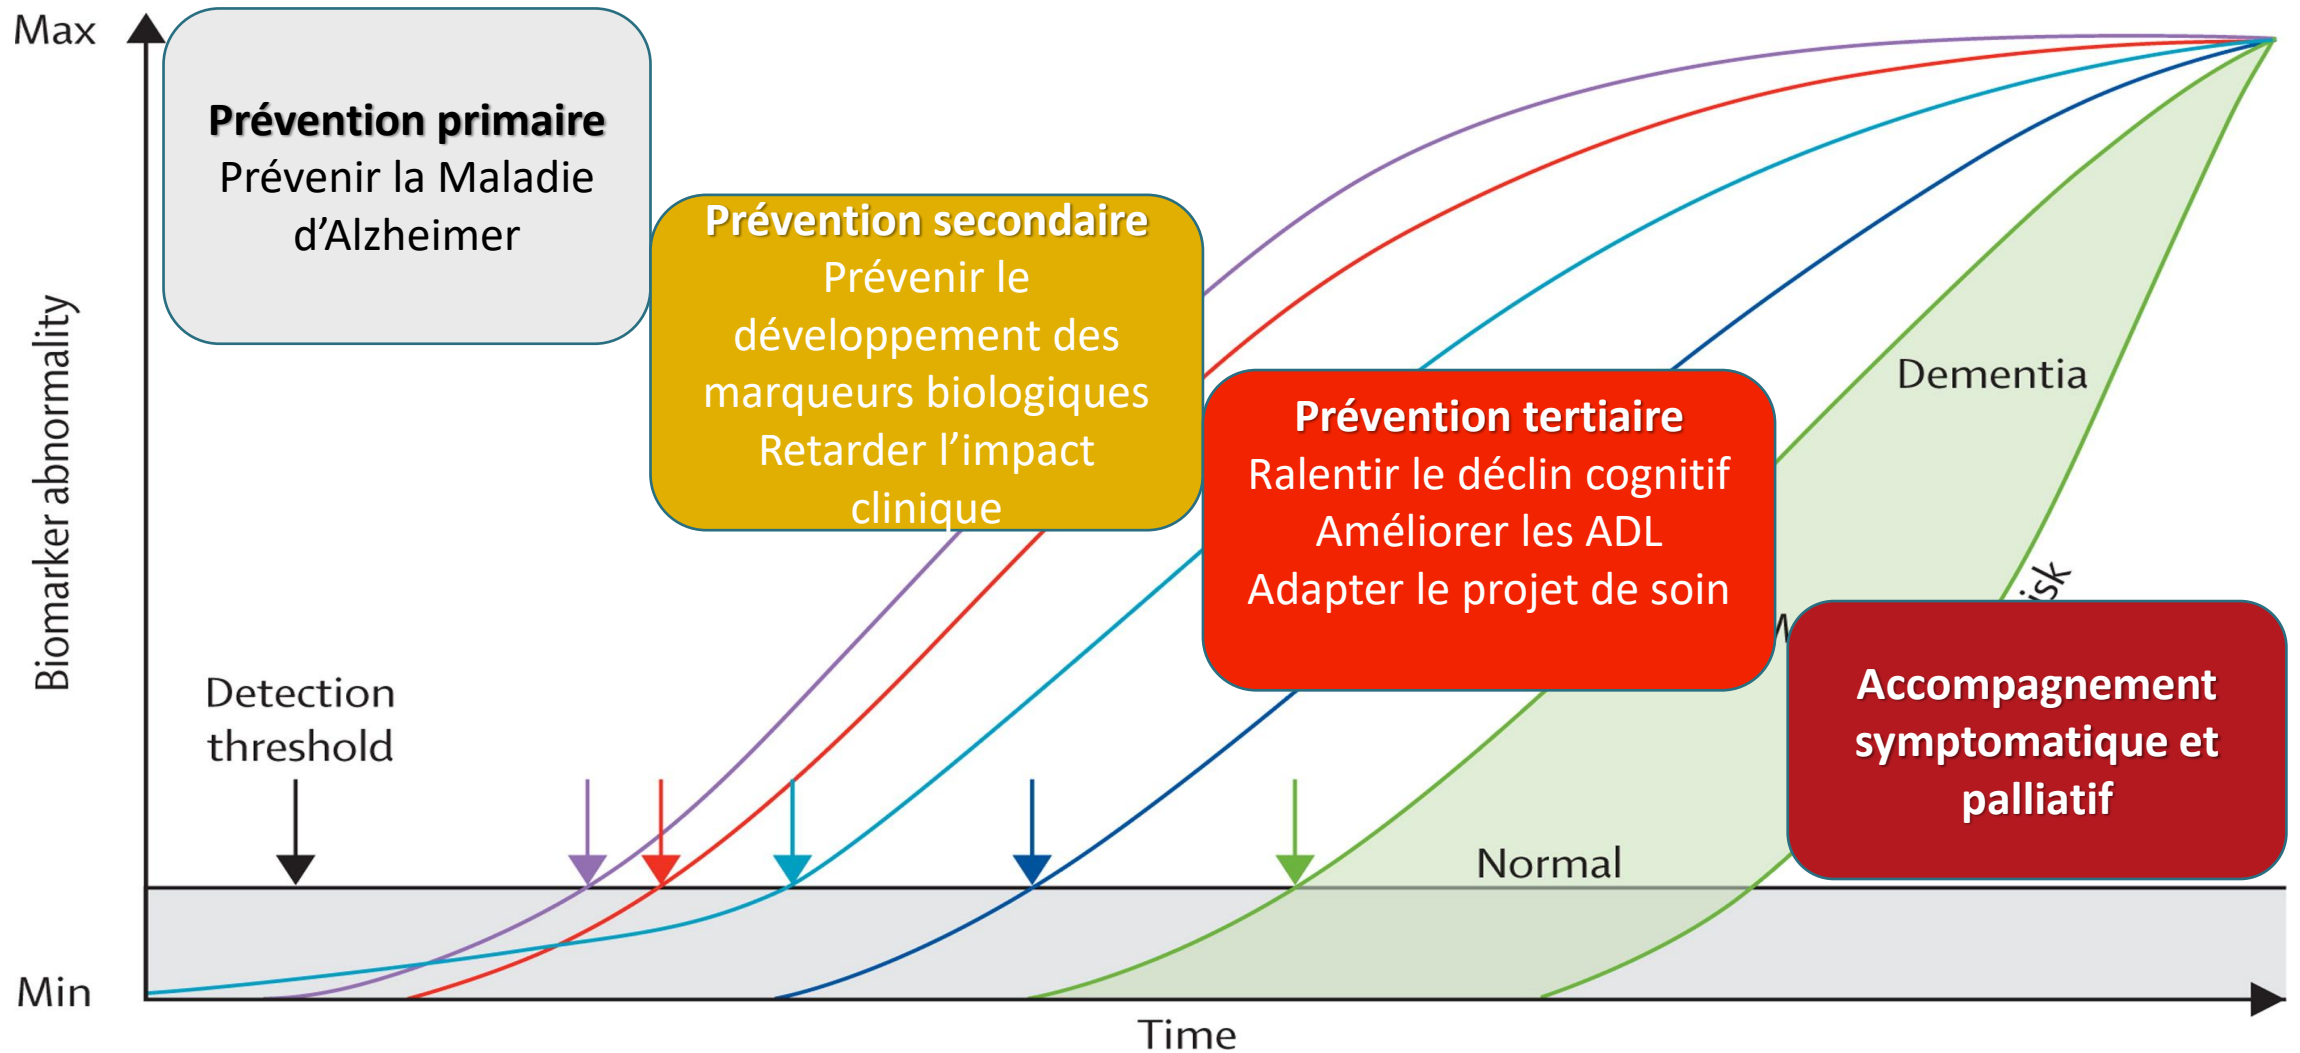 Max
Prévention primaire
Prévenir la Maladie
d’Alzheimer
Prévention secondaire
Prévenir le
développement des
marqueurs biologiques
Retarder l’impact
clinique
Prévention tertiaire
Ralentir le déclin cognitif
Améliorer les ADL
Adapter le projet de soin
Accompagnement
symptomatique et
palliatif
Dementia
Normal
Detection
threshold
Biomarker abnormality
Min
Time